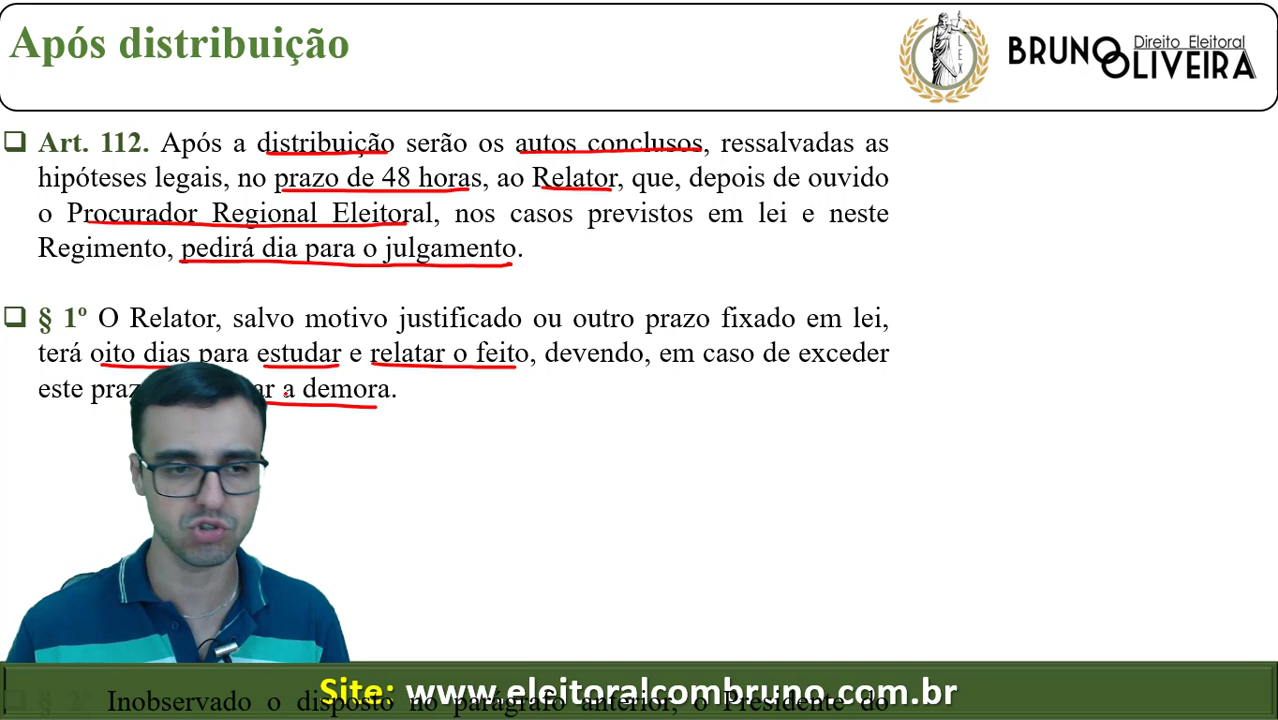 Após distribuição
LEX
BRUNO Direito Eleitoral
OLIVEIRA
Art. 112. Após a distribuição serão os autos conclusos, ressalvadas as
hipóteses legais, no prazo de 48 horas, ao Relator, que, depois de ouvido
o Procurador Regional Eleitoral, nos casos previstos em lei e neste
Regimento, pedirá dia para o julgamento.
§ 1º O Relator, salvo motivo justificado ou outro prazo fixado em lei,
terá oito dias para estudar e relatar o feito, devendo, em caso de exceder
este praz ar a demora.
Site: www.eleitoralcombruno.com.br
§ 2º Inobservado o disposto no parágrafo anterior, o Presidente do